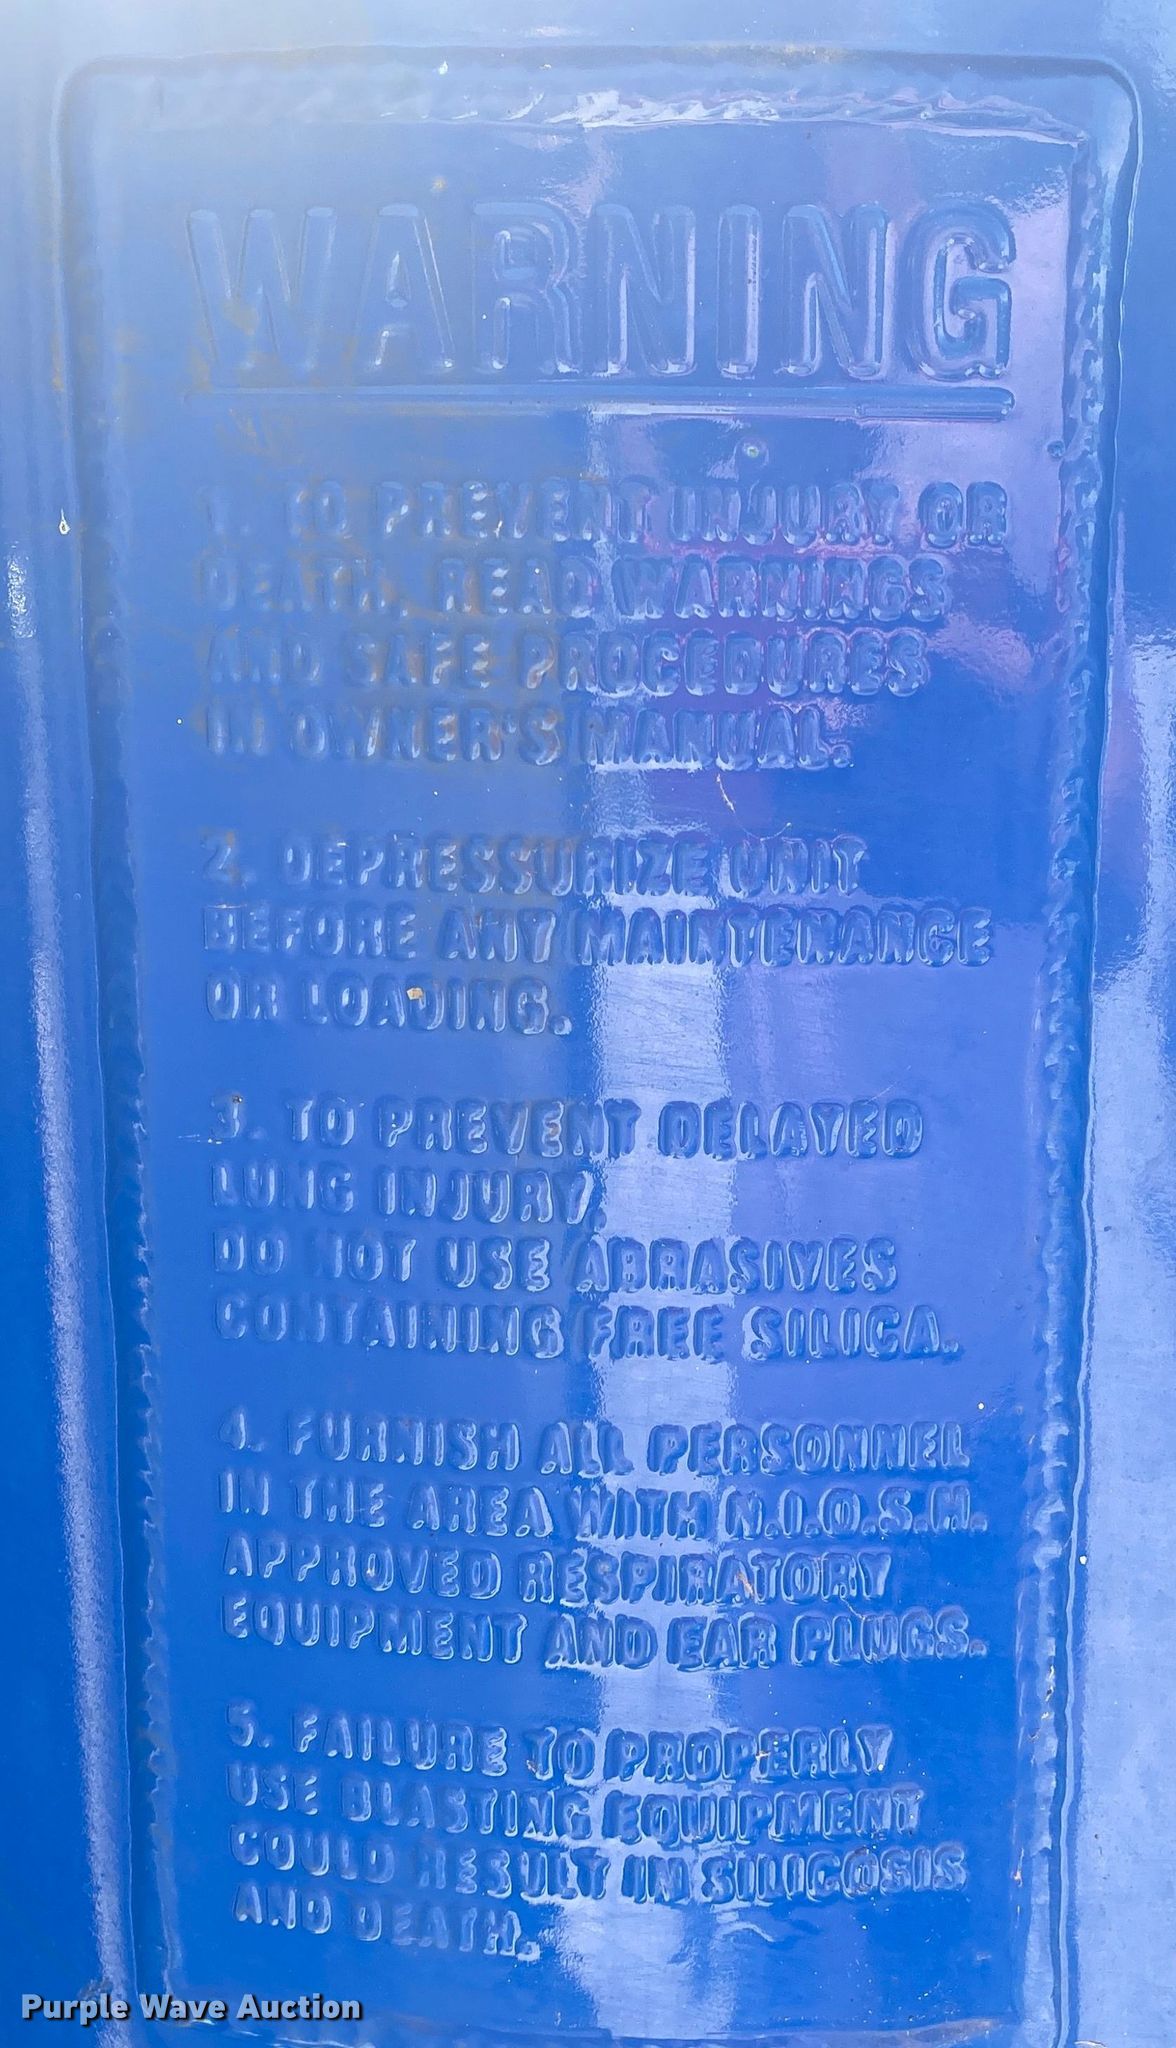 WARNING
1. TO PREVENT INJURY OR
DEATH, READ WARNINGS
AND SAFE PROCEDURES
IN OWNER'S MANUAL.
2. DEPRESSURIZE UNIT
BEFORE ANY MAINTENANCE
OR LOADING.
3. TO PREVENT DELAYED
LUNG INJURY,
DO NOT USE ABRASIVES
CONTAINING FREE SILICA.
4. FURNISH ALL PERSONNEL
IN THE AREA WITH N.I.O.S.H.
APPROVED RESPIRATORY
EQUIPMENT AND EAR PLUGS.
5. FAILURE TO PROPERLY
USE BLASTING EQUIPMENT
COULD RESULT IN SILICOSIS
AND DEATH.
Purple Wave Auction